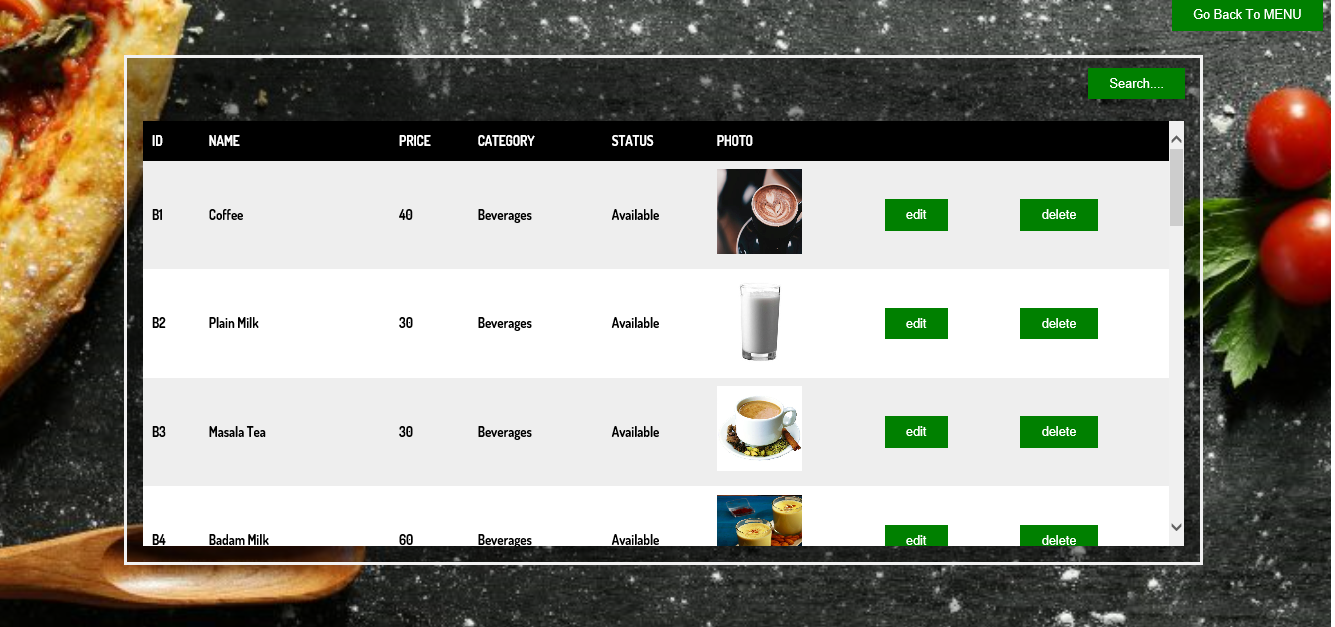 Go Back To MENU
Search....
ID NAME PRICE CATEGORY STATUS PHOTO
B1 Coffee 40 Beverages Available edit delete
B2 Plain Milk 30 Beverages Available edit delete
B3 Masala Tea 30 Beverages Available edit delete
B4 Badam Milk 60 Beverages Available edit delete